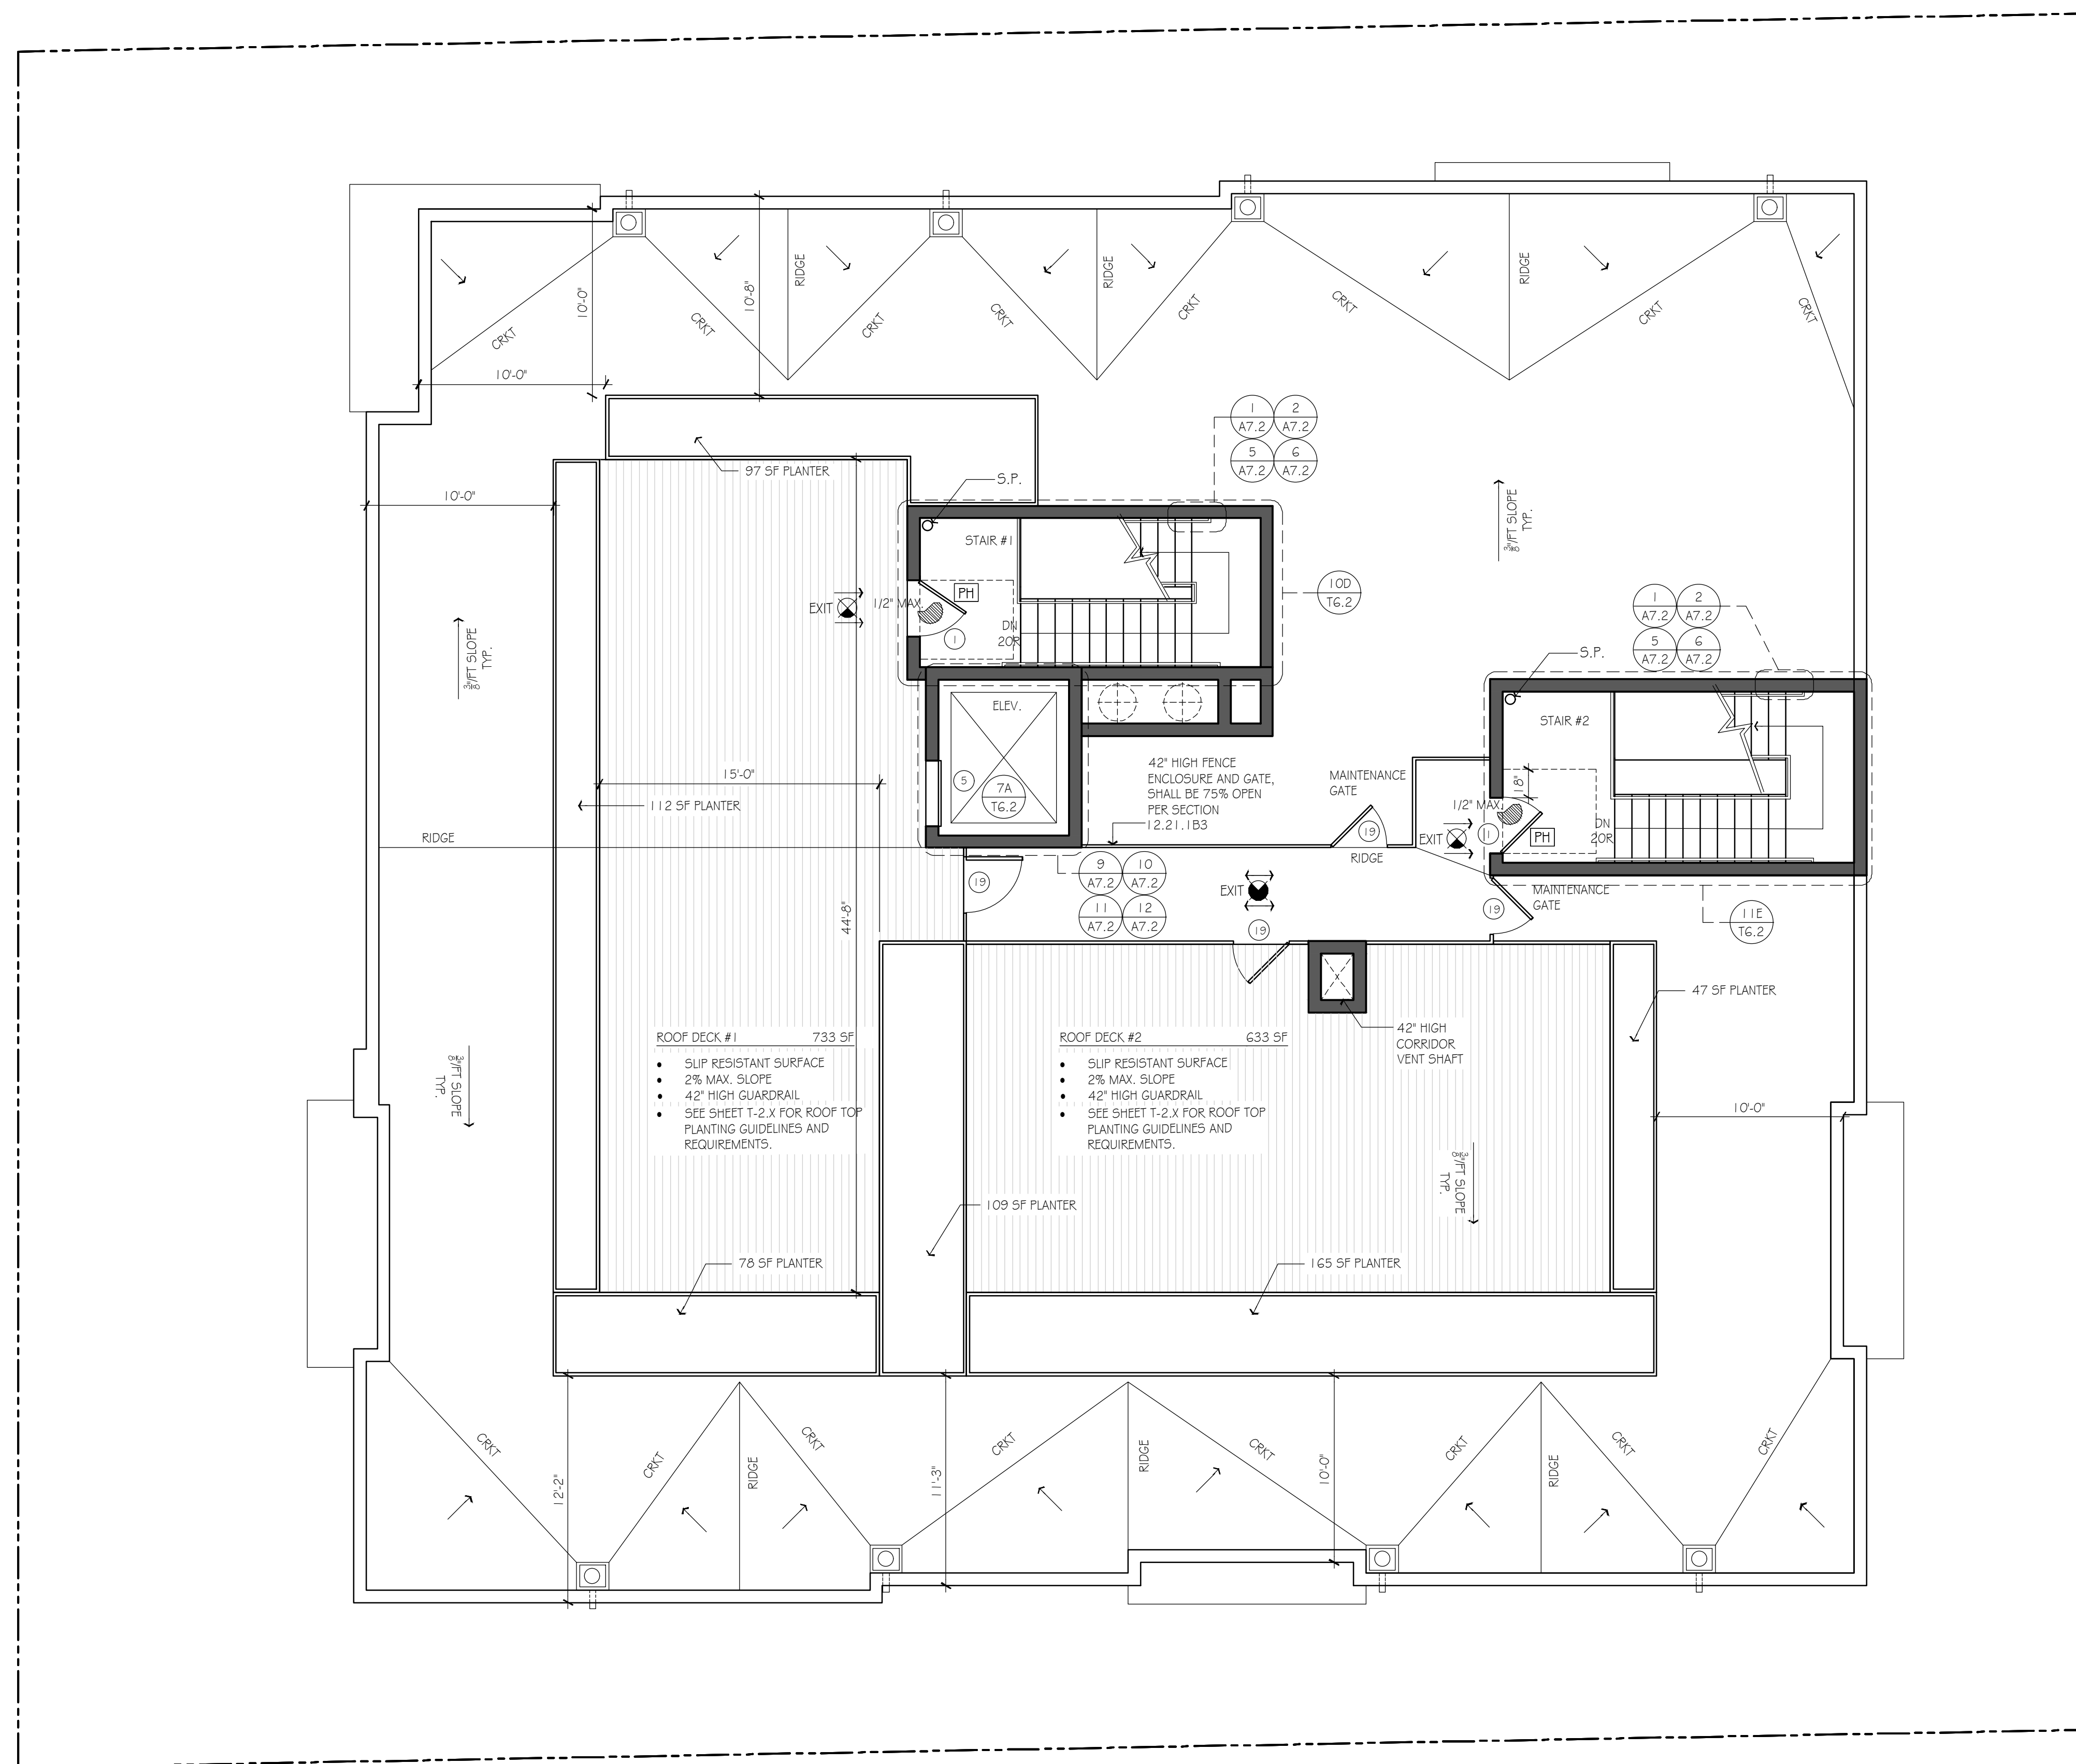 RIDGE
RIDGE
RIDGE
CRKT
CRKT
CRKT
CRKT
CRKT
CRKT
CRKT
CRKT
10'-0"
10'-8"
10'-0"
1
A7.2
2
A7.2
5
A7.2
6
A7.2
97 SF PLANTER
S.P.
10'-0"
3/8"/FT SLOPE
TYP.
STAIR #1
PH
10D
T6.2
EXIT
1/2" MAX.
1
DN
20R
1
A7.2
2
A7.2
5
A7.2
6
A7.2
3/8"/FT SLOPE
TYP.
S.P.
ELEV.
STAIR #2
5
7A
T6.2
15'-0"
112 SF PLANTER
42" HIGH FENCE
ENCLOSURE AND GATE,
SHALL BE 75% OPEN
PER SECTION
12.21.1B3
MAINTENANCE
GATE
18"
1/2" MAX.
19
EXIT
1
PH
DN
20R
RIDGE
RIDGE
19
9
A7.2
10
A7.2
11
A7.2
12
A7.2
EXIT
19
MAINTENANCE
GATE
19
11E
T6.2
44'-8"
47 SF PLANTER
ROOF DECK #1 733 SF
• SLIP RESISTANT SURFACE
• 2% MAX. SLOPE
• 42" HIGH GUARDRAIL
• SEE SHEET T-2.X FOR ROOF TOP
PLANTING GUIDELINES AND
REQUIREMENTS.
ROOF DECK #2 633 SF
• SLIP RESISTANT SURFACE
• 2% MAX. SLOPE
• 42" HIGH GUARDRAIL
• SEE SHEET T-2.X FOR ROOF TOP
PLANTING GUIDELINES AND
REQUIREMENTS.
42" HIGH
CORRIDOR
VENT SHAFT
3/8"/FT SLOPE
TYP.
10'-0"
3/8"/FT SLOPE
TYP.
109 SF PLANTER
78 SF PLANTER
165 SF PLANTER
CRKT
CRKT
CRKT
CRKT
CRKT
CRKT
CRKT
CRKT
RIDGE
RIDGE
RIDGE
12'-2"
11'-3"
10'-0"